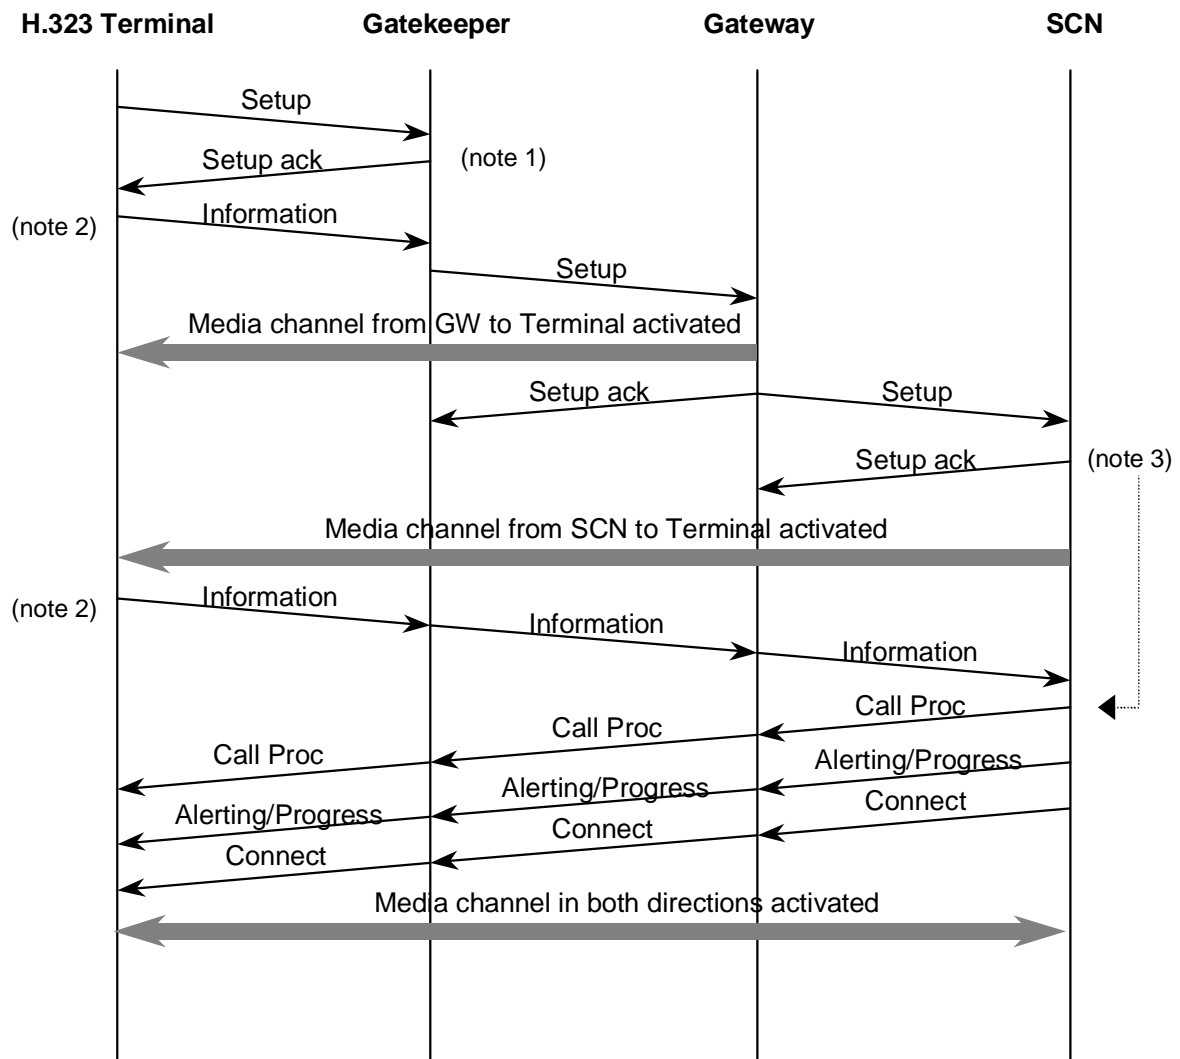 H.323 Terminal Gatekeeper Gateway SCN
Setup
Setup ack (note 1)
(note 2) Information
Setup
Media channel from GW to Terminal activated
Setup ack Setup
Setup ack (note 3)
Media channel from SCN to Terminal activated
(note 2) Information
Information
Information
Call Proc
Call Proc
Call Proc
Alerting/Progress
Alerting/Progress
Alerting/Progress
Connect
Connect
Connect
Media channel in both directions activated